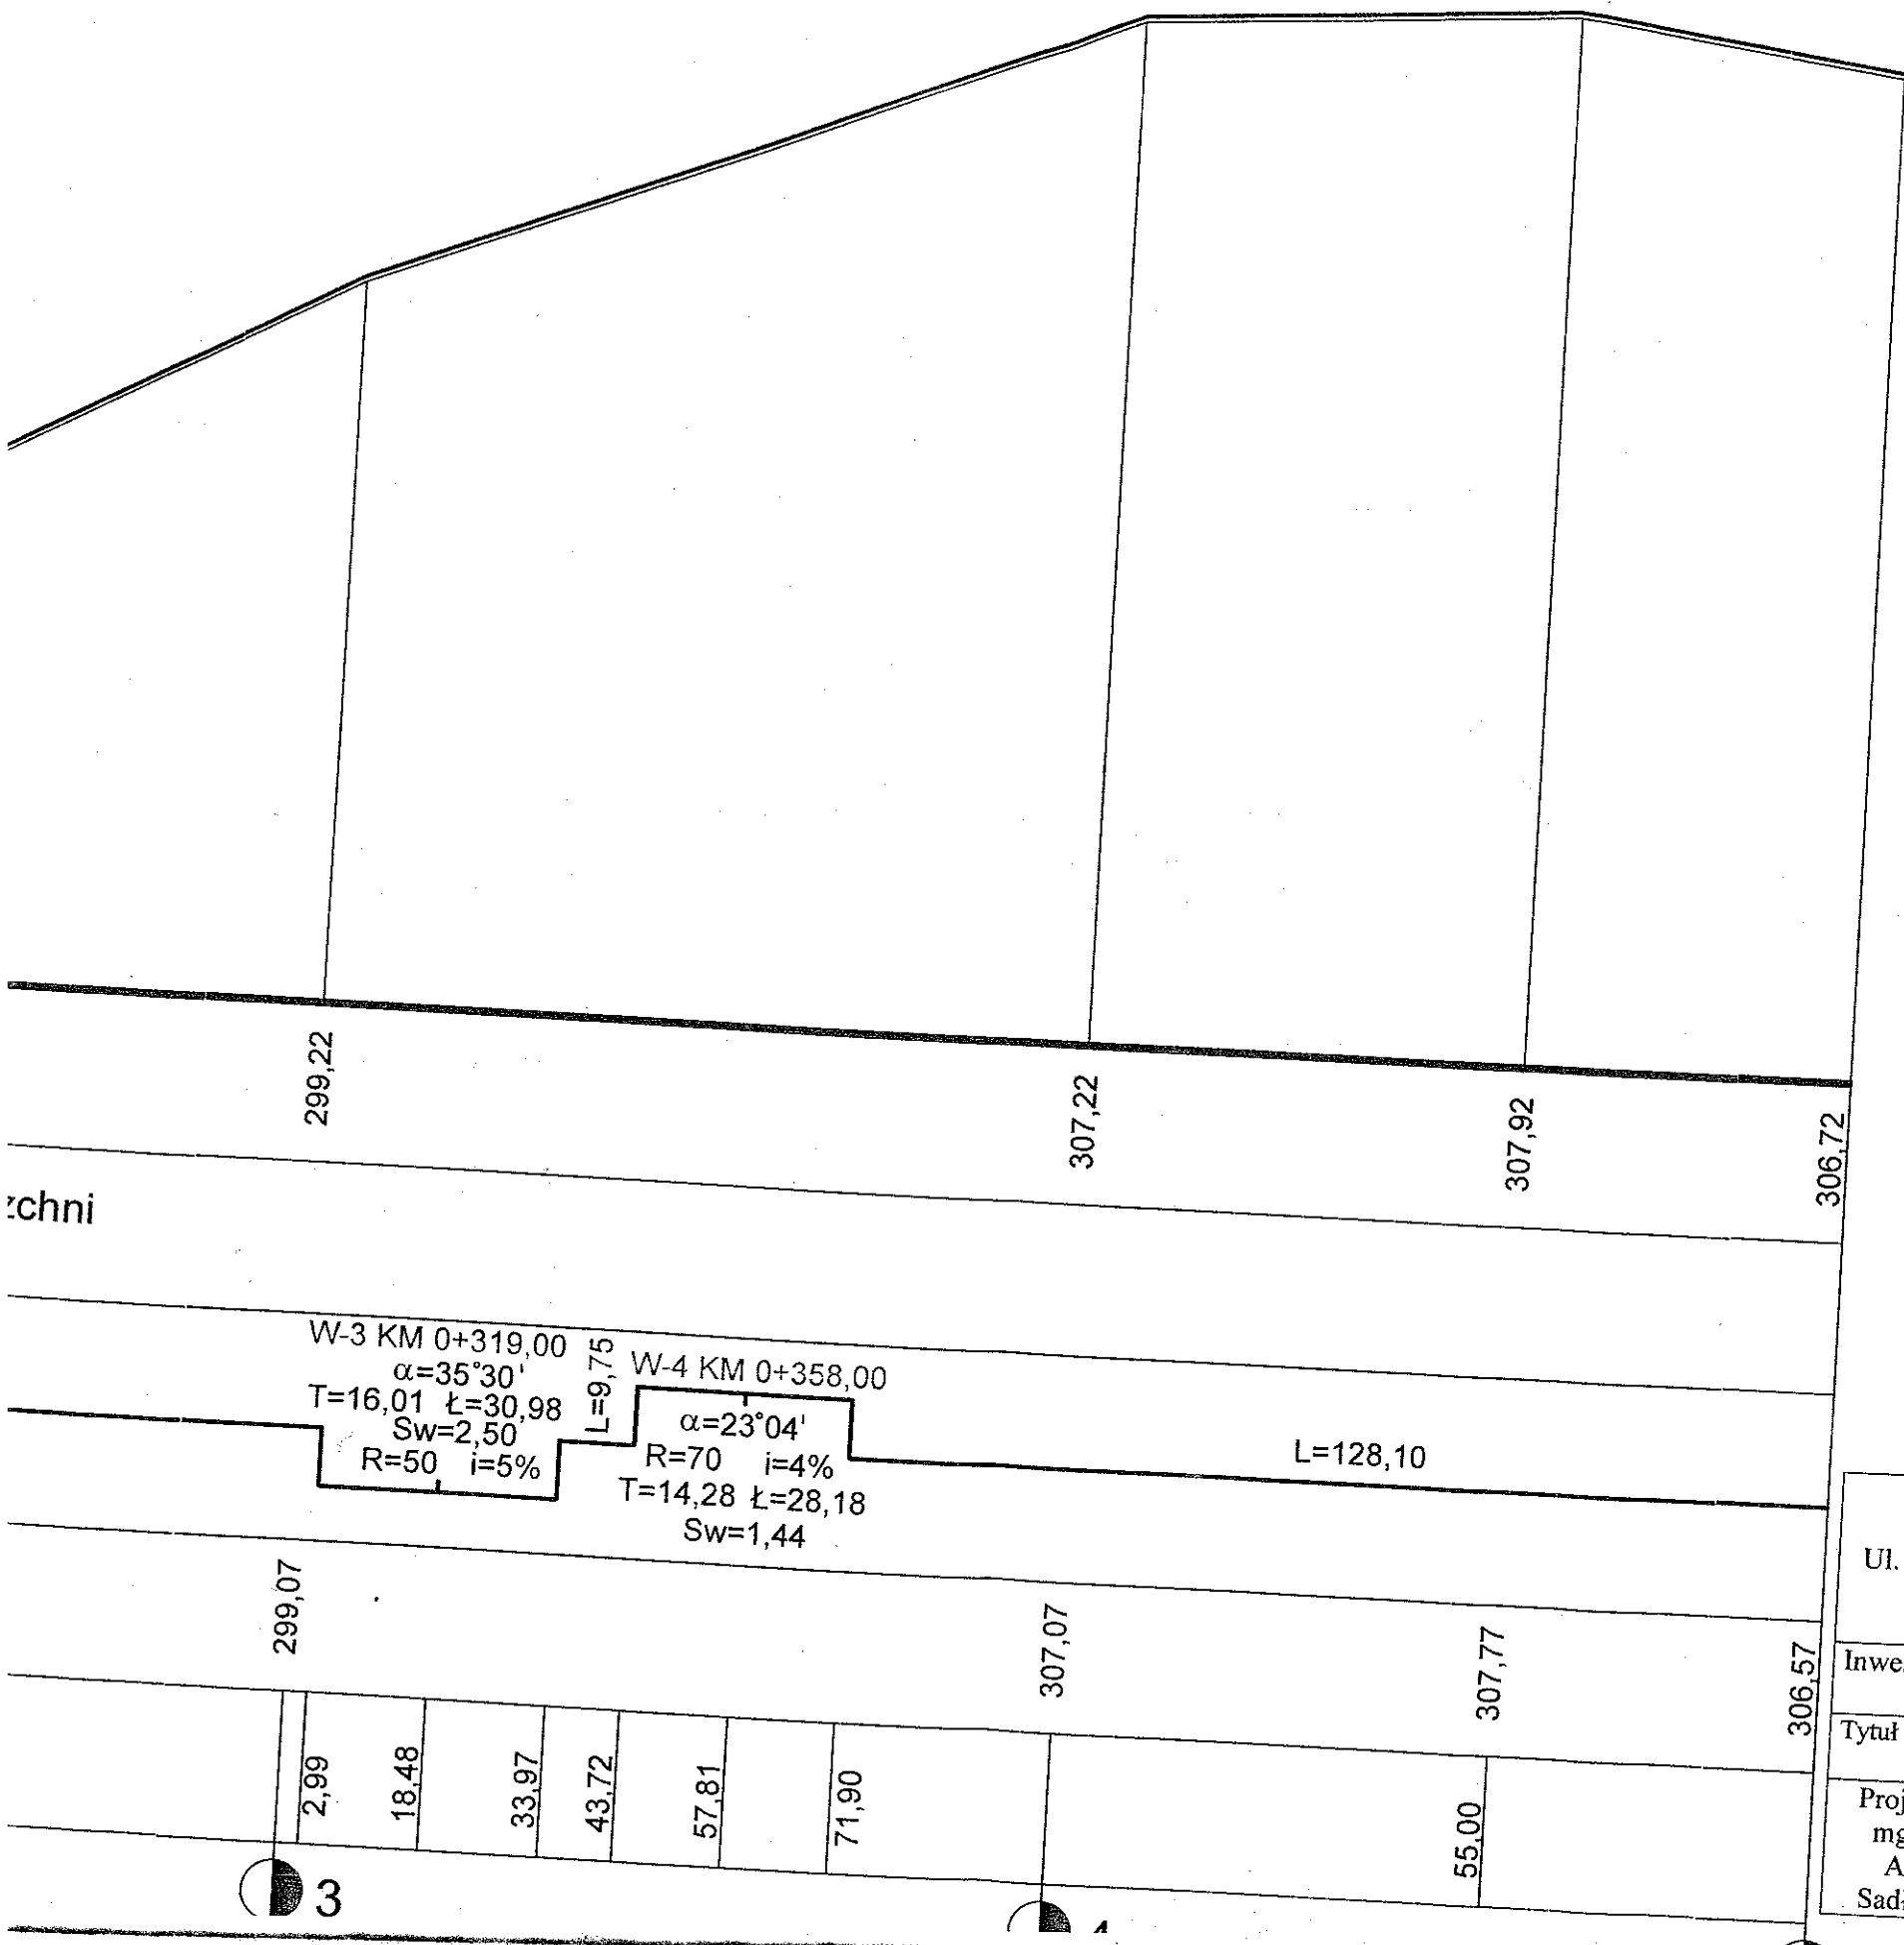 299,22
307,22
307,92
306,72
zchni
W-3 KM 0+319,00
α=35°30'
T=16,01 Ł=30,98
Sw=2,50
R=50 i=5%
L=9,75
W-4 KM 0+358,00
α=23°04'
R=70 i=4%
T=14,28 Ł=28,18
Sw=1,44
L=128,10
299,07
307,07
307,77
306,57
2,99
18,48
33,97
43,72
57,81
71,90
55,00
3
4
Ul.
Inwe
Tytuł
Proj
mg
A
Sad